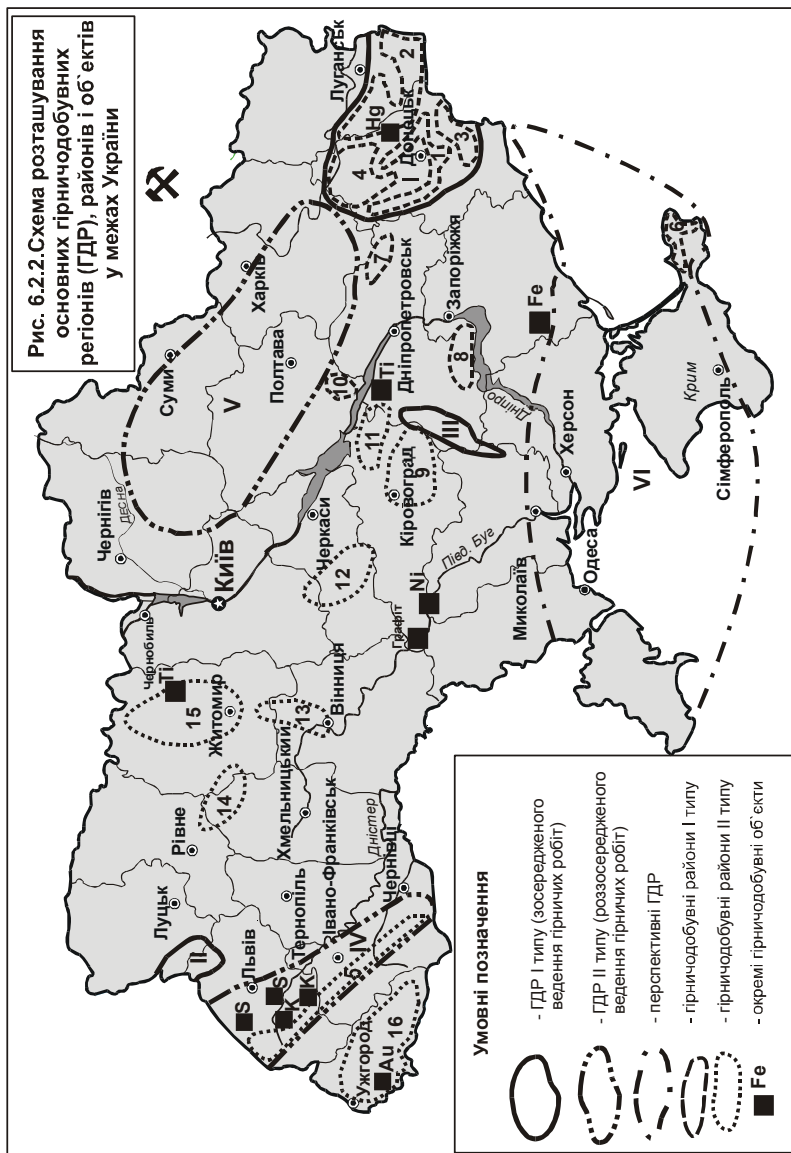 Рис. 6.2.2.Схема розташування
основних гірничодобувних
регіонів (ГДР), районів і об`єктів
у межах України
Чернігів
десна
Суми
Харків
Луганськ
Чорнобиль
Київ
V
Полтава
2
Hg
Донецьк
4
I
1
3
Луцьк
Рівне
Ti
15
Житомир
14
12
Черкаси
10
7
Дніпропетровськ
Ti
11
II
Львів
S
S
K
K
Тернопіль
Хмельницький
13
Вінниця
9
Кіровоград
III
8
Запоріжжя
IV
5
Івано-Франківськ
Чернівці
Дністер
Графіт
Ni
Півд. Буг
Дніпро
Fe
Ужгород
Au
16
Миколаїв
Херсон
Одеса
VI
6
Крим
Сімферополь
Умовні позначення
- ГДР І типу (зосередженого
ведення гірничих робіт)
- ГДР ІІ типу (розосередженого
ведення гірничих робіт)
- перспективні ГДР
- гірничодобувні райони І типу
- гірничодобувні райони ІІ типу
Fe
- окремі гірничодобувні об`єкти